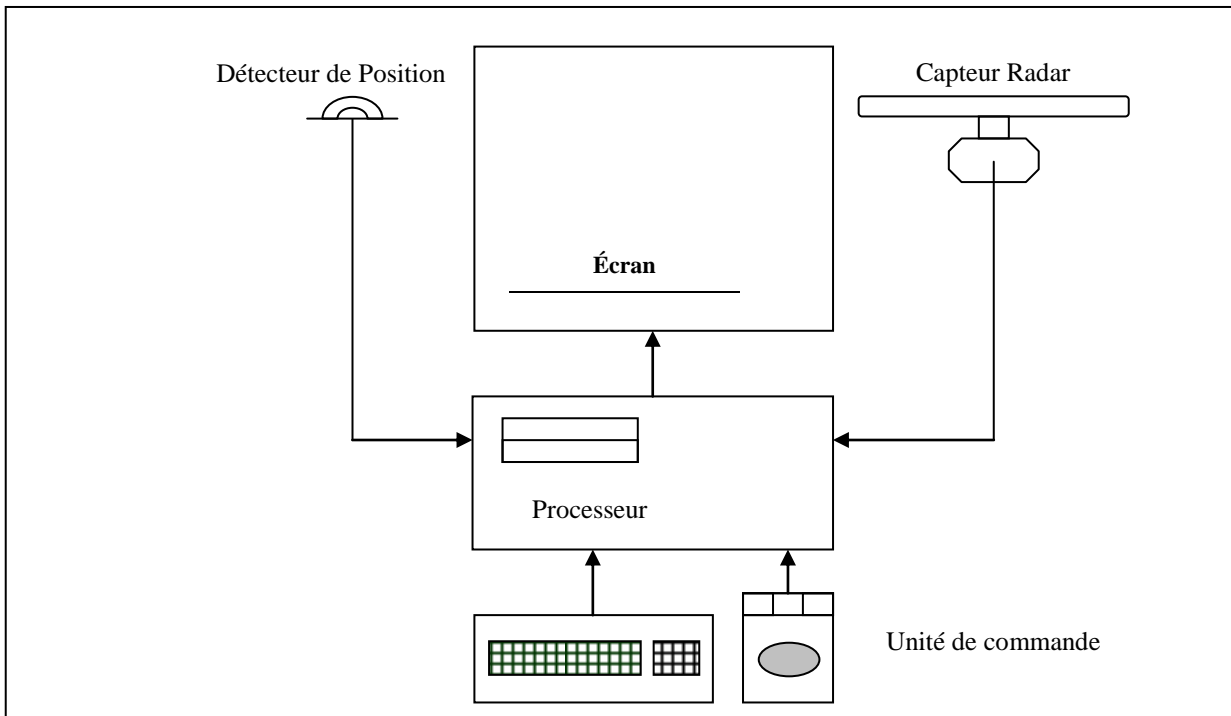 Détecteur de Position
Capteur Radar
Écran
Processeur
Unité de commande